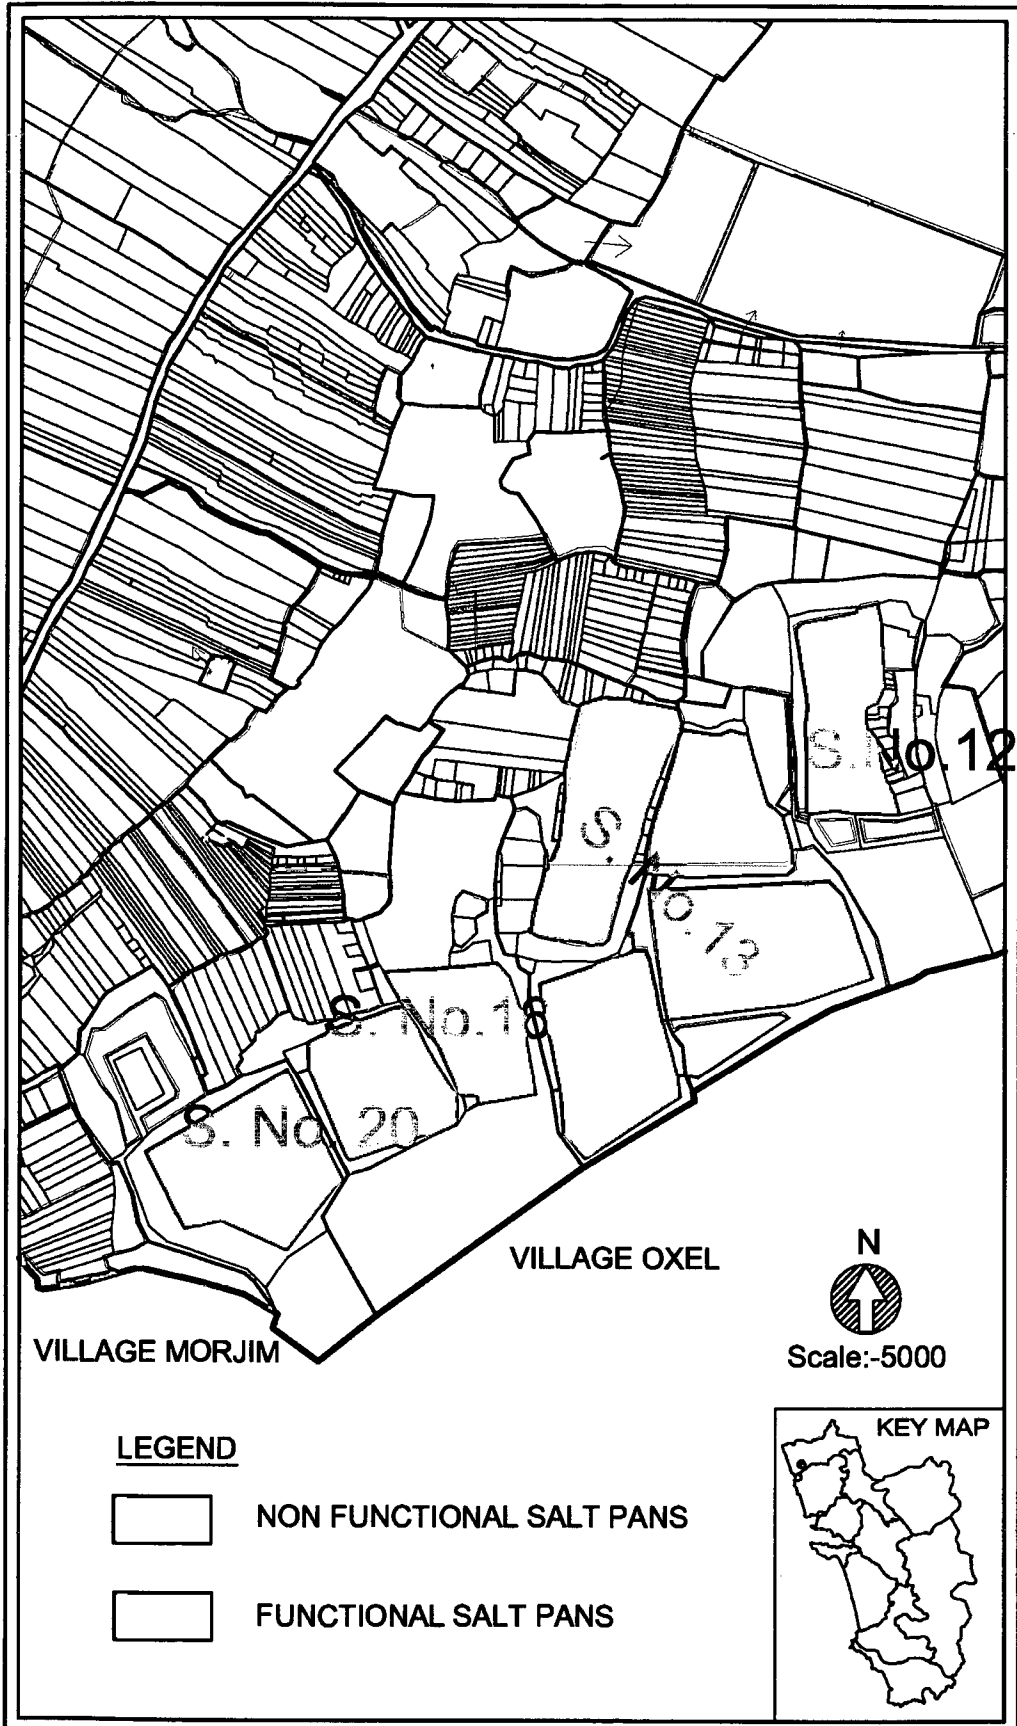 S. No.12
S. No.13
S. No.18
S. No. 20
VILLAGE OXEL
N
VILLAGE MORJIM
Scale:-5000
KEY MAP
LEGEND
NON FUNCTIONAL SALT PANS
FUNCTIONAL SALT PANS